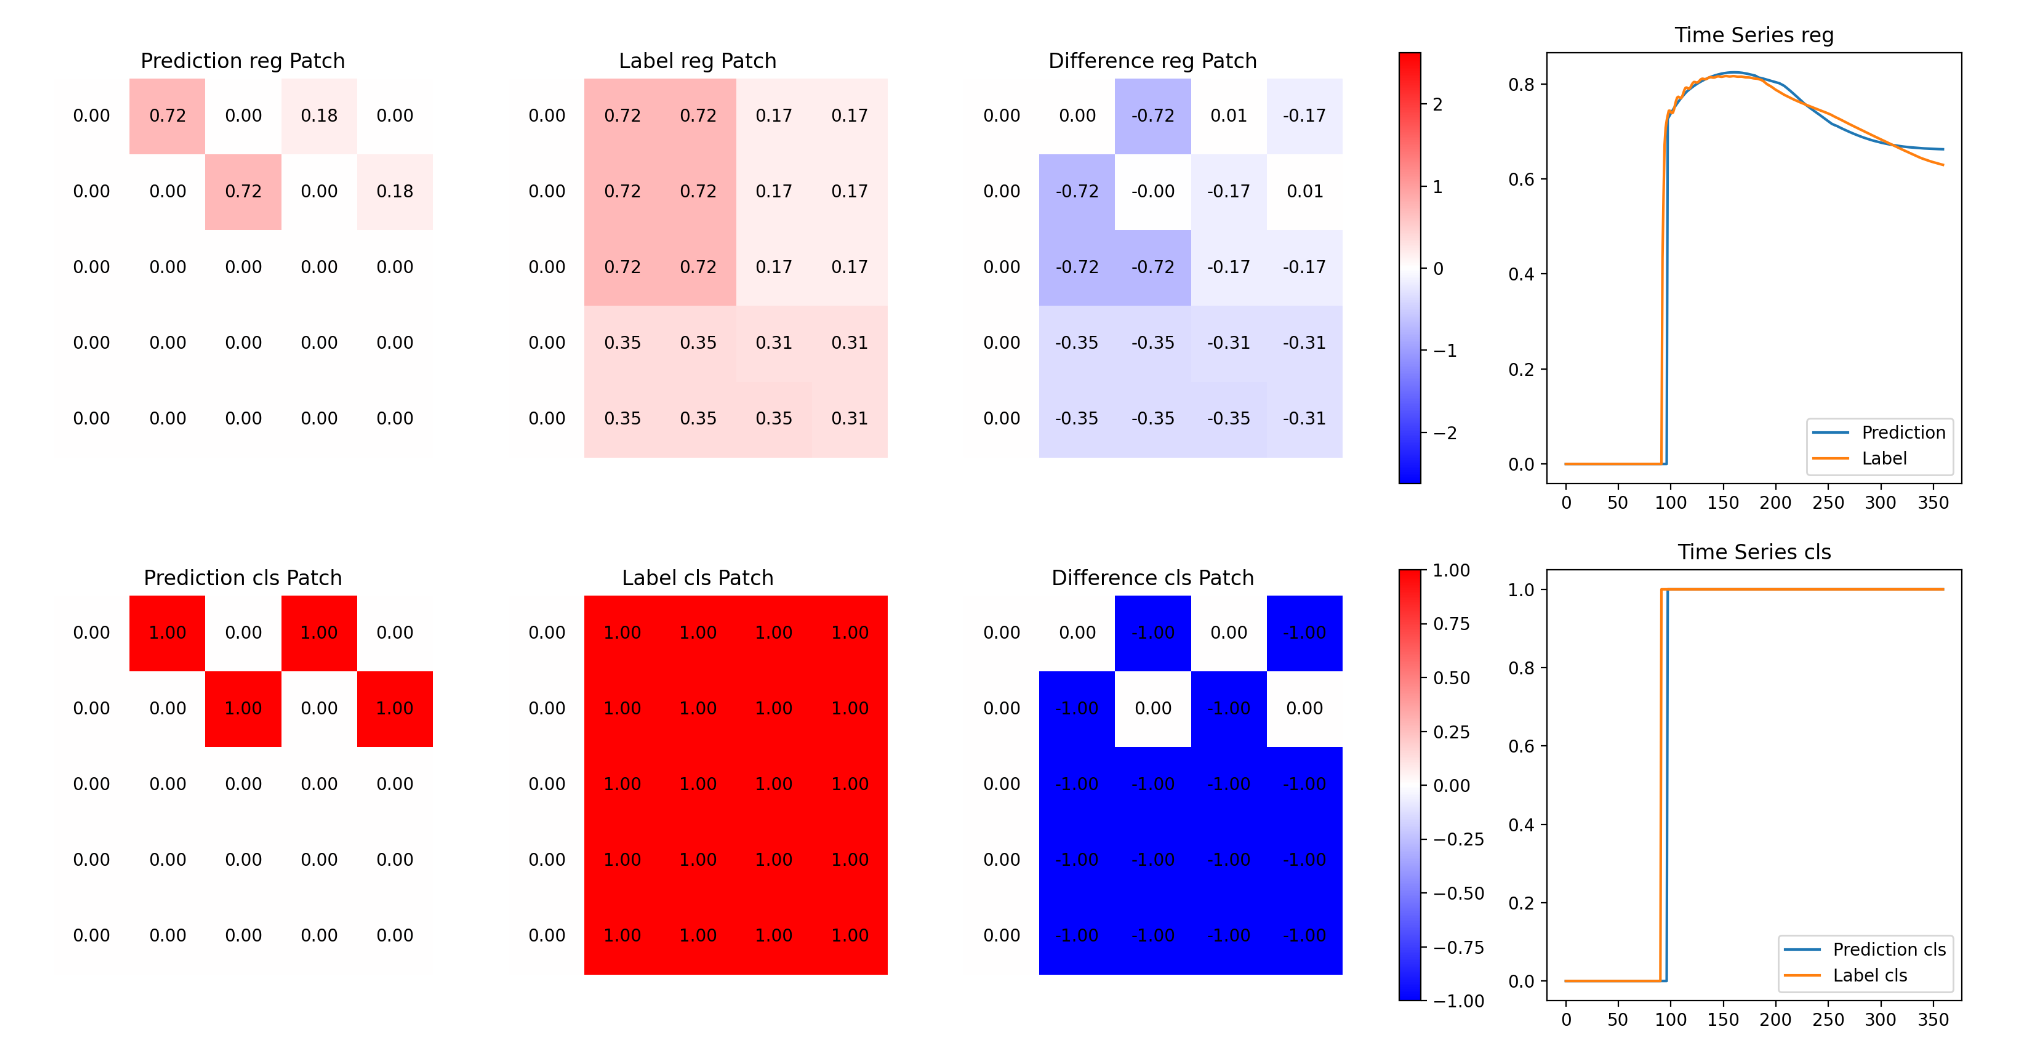 Prediction reg Patch
0.00 0.72 0.00 0.18 0.00
0.00 0.00 0.72 0.00 0.18
0.00 0.00 0.00 0.00 0.00
0.00 0.00 0.00 0.00 0.00
0.00 0.00 0.00 0.00 0.00
Label reg Patch
0.00 0.72 0.72 0.17 0.17
0.00 0.72 0.72 0.17 0.17
0.00 0.72 0.72 0.17 0.17
0.00 0.35 0.35 0.31 0.31
0.00 0.35 0.35 0.35 0.31
Difference reg Patch
0.00 0.00 -0.72 0.01 -0.17
0.00 -0.72 -0.00 -0.17 0.01
0.00 -0.72 -0.72 -0.17 -0.17
0.00 -0.35 -0.35 -0.31 -0.31
0.00 -0.35 -0.35 -0.35 -0.31
2
1
0
−1
−2
Time Series reg
0.8
0.6
0.4
0.2
0.0
Prediction
Label
0 50 100 150 200 250 300 350
Prediction cls Patch
0.00 1.00 0.00 1.00 0.00
0.00 0.00 1.00 0.00 1.00
0.00 0.00 0.00 0.00 0.00
0.00 0.00 0.00 0.00 0.00
0.00 0.00 0.00 0.00 0.00
Label cls Patch
0.00 1.00 1.00 1.00 1.00
0.00 1.00 1.00 1.00 1.00
0.00 1.00 1.00 1.00 1.00
0.00 1.00 1.00 1.00 1.00
0.00 1.00 1.00 1.00 1.00
Difference cls Patch
0.00 0.00 -1.00 0.00 -1.00
0.00 -1.00 0.00 -1.00 0.00
0.00 -1.00 -1.00 -1.00 -1.00
0.00 -1.00 -1.00 -1.00 -1.00
0.00 -1.00 -1.00 -1.00 -1.00
1.00
0.75
0.50
0.25
0.00
−0.25
−0.50
−0.75
−1.00
Time Series cls
1.0
0.8
0.6
0.4
0.2
0.0
Prediction cls
Label cls
0 50 100 150 200 250 300 350